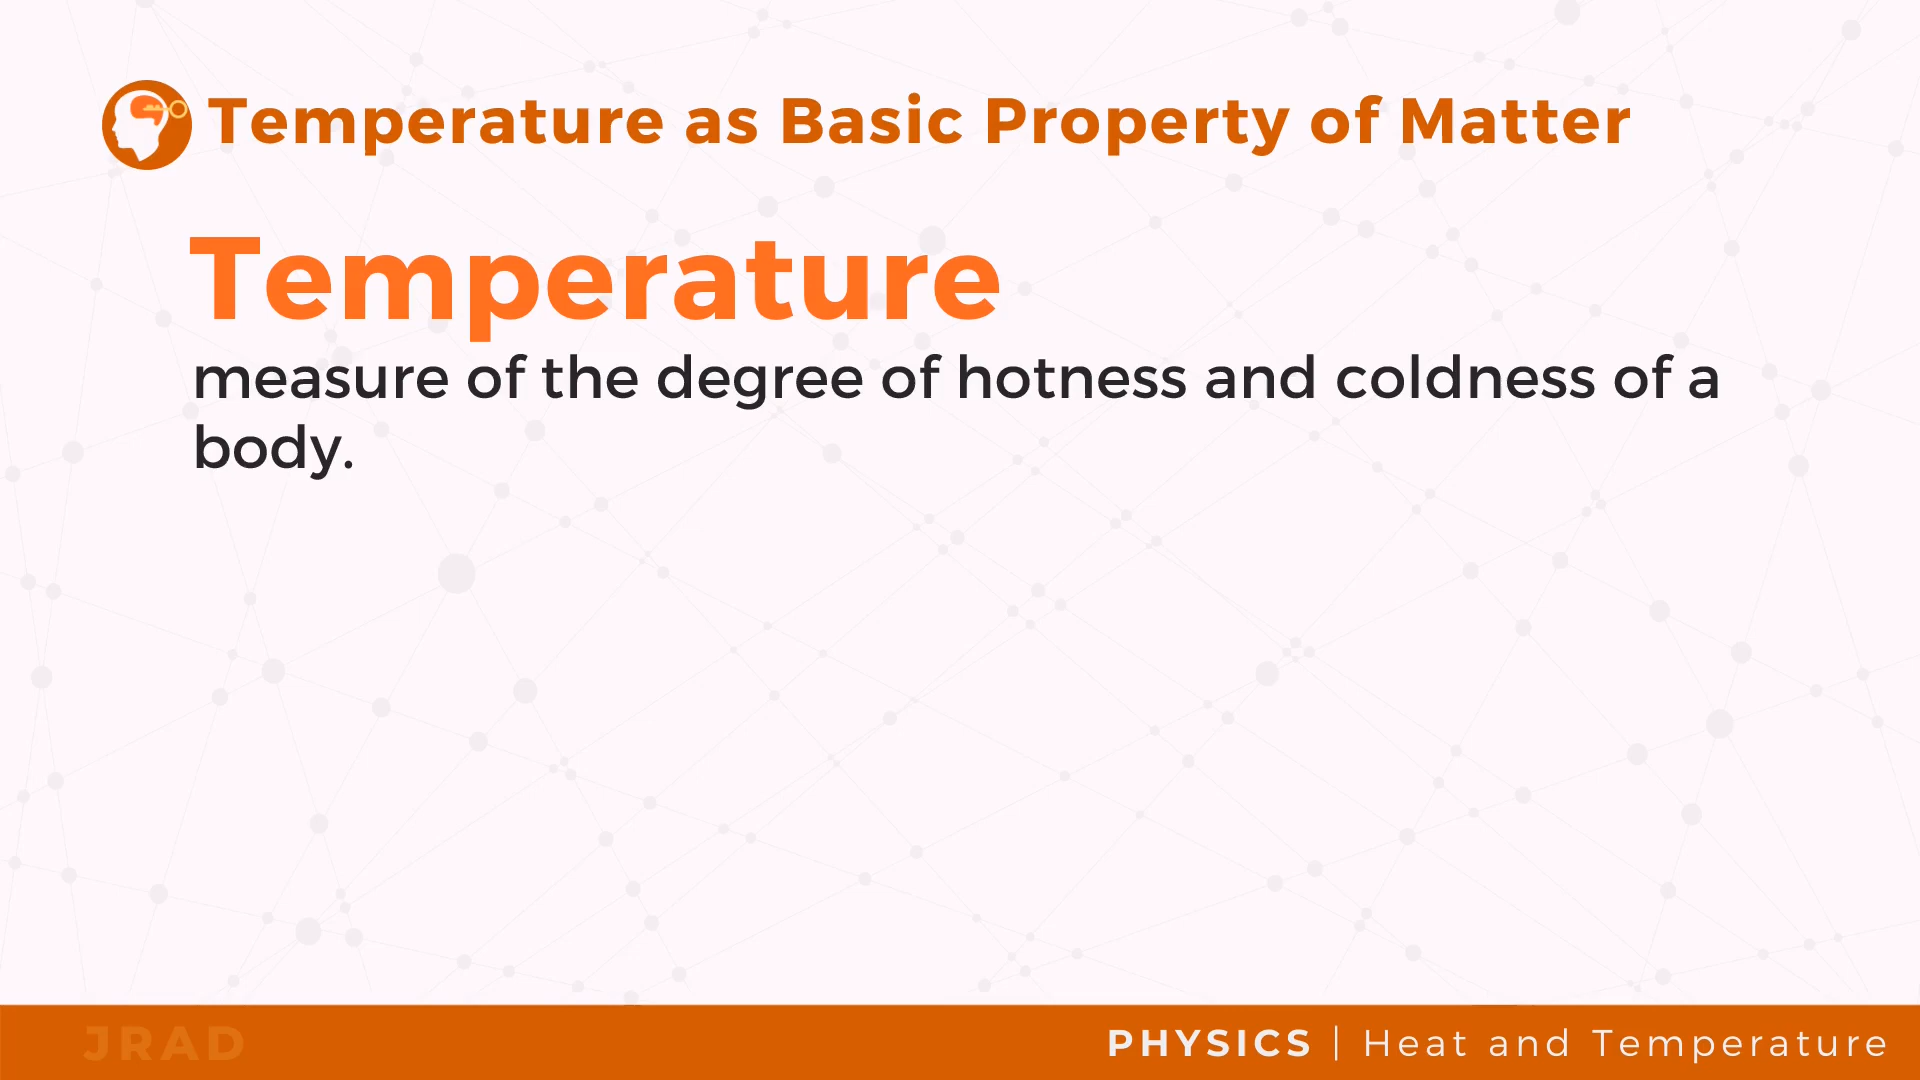 Temperature as Basic Property of Matter
Temperature
measure of the degree of hotness and coldness of a
body.
JRAD
PHYSICS | Heat and Temperature